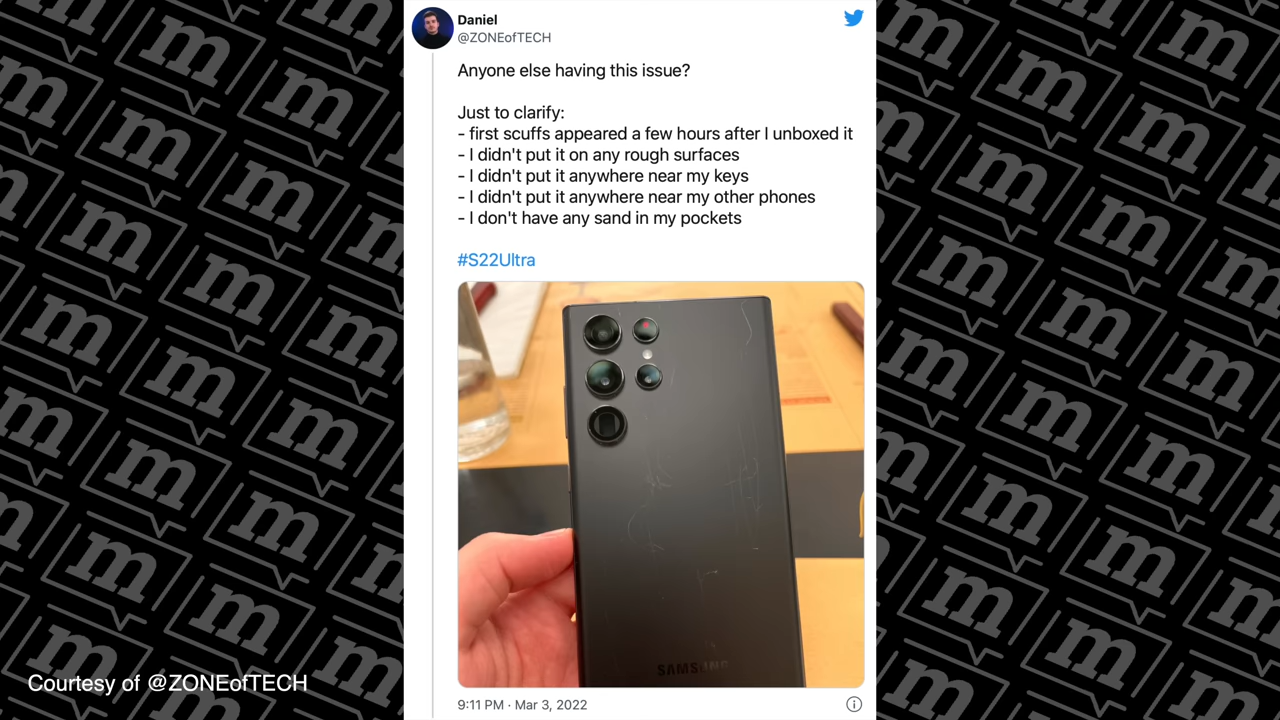 Daniel
@ZONEofTECH
Anyone else having this issue?
Just to clarify:
- first scuffs appeared a few hours after I unboxed it
- I didn't put it on any rough surfaces
- I didn't put it anywhere near my keys
- I didn't put it anywhere near my other phones
- I don't have any sand in my pockets
#S22Ultra
SAMSUNG
9:11 PM · Mar 3, 2022
Courtesy of @ZONEofTECH